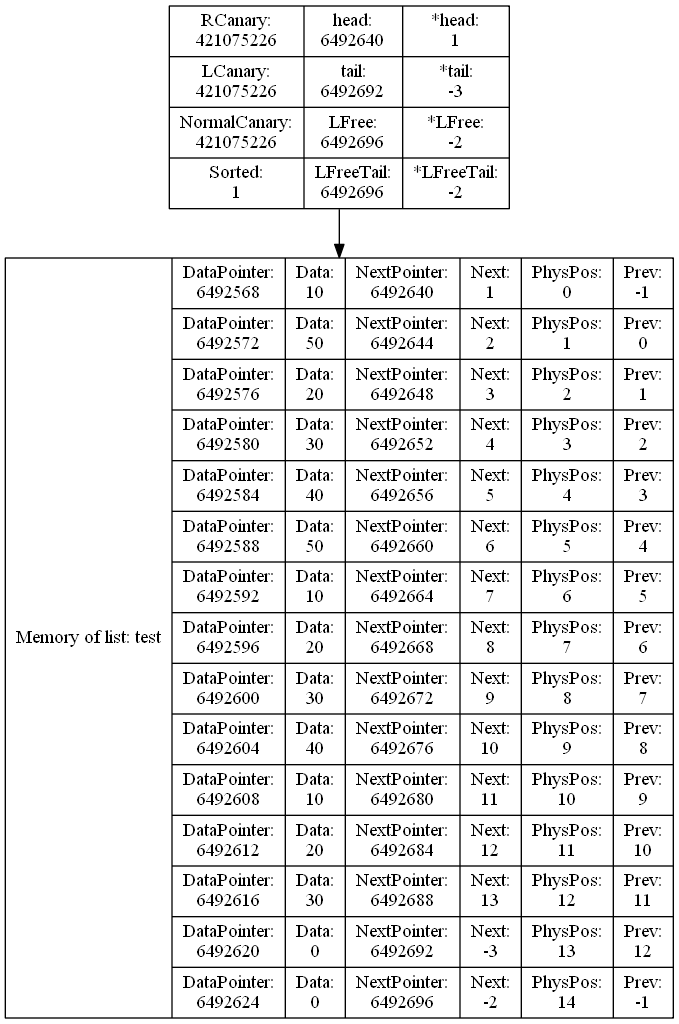 RCanary: head: *head:
421075226 6492640 1
LCanary: tail: *tail:
421075226 6492692 -3
NormalCanary: LFree: *LFree:
421075226 6492696 -2
Sorted: LFreeTail: *LFreeTail:
1 6492696 -2
Memory of list: test
DataPointer: Data: NextPointer: Next: PhysPos: Prev:
6492568 10 6492640 1 0 -1
DataPointer: Data: NextPointer: Next: PhysPos: Prev:
6492572 50 6492644 2 1 0
DataPointer: Data: NextPointer: Next: PhysPos: Prev:
6492576 20 6492648 3 2 1
DataPointer: Data: NextPointer: Next: PhysPos: Prev:
6492580 30 6492652 4 3 2
DataPointer: Data: NextPointer: Next: PhysPos: Prev:
6492584 40 6492656 5 4 3
DataPointer: Data: NextPointer: Next: PhysPos: Prev:
6492588 50 6492660 6 5 4
DataPointer: Data: NextPointer: Next: PhysPos: Prev:
6492592 10 6492664 7 6 5
DataPointer: Data: NextPointer: Next: PhysPos: Prev:
6492596 20 6492668 8 7 6
DataPointer: Data: NextPointer: Next: PhysPos: Prev:
6492600 30 6492672 9 8 7
DataPointer: Data: NextPointer: Next: PhysPos: Prev:
6492604 40 6492676 10 9 8
DataPointer: Data: NextPointer: Next: PhysPos: Prev:
6492608 10 6492680 11 10 9
DataPointer: Data: NextPointer: Next: PhysPos: Prev:
6492612 20 6492684 12 11 10
DataPointer: Data: NextPointer: Next: PhysPos: Prev:
6492616 30 6492688 13 12 11
DataPointer: Data: NextPointer: Next: PhysPos: Prev:
6492620 0 6492692 -3 13 12
DataPointer: Data: NextPointer: Next: PhysPos: Prev:
6492624 0 6492696 -2 14 -1